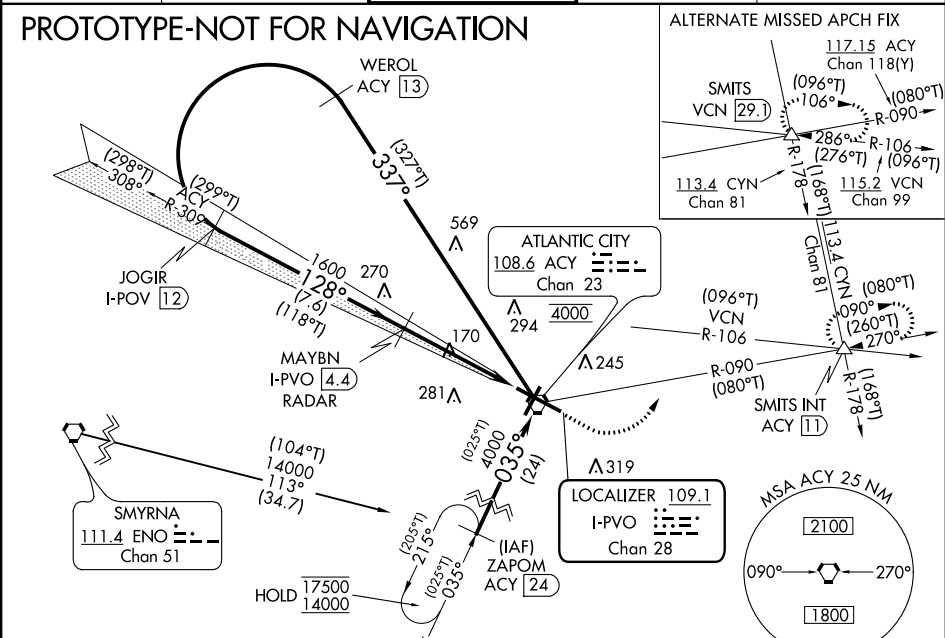 PROTOTYPE-NOT FOR NAVIGATION
ALTERNATE MISSED APCH FIX
117.15 ACY
Chan 118(Y)
SMITS
VCN 29.1
(096°T)
106°
(080°T)
R-090
286°
(276°T)
R-106
(096°T)
R-178
(168°T)
113.4 CYN
Chan 81
115.2 VCN
Chan 99
WEROL
ACY 13
(327°T)
337°
(298°T)
308°
ACY
R-30°
(299°T)
JOGIR
I-POV 12
1600
128°
(7.6)
(118°T)
270
569
ATLANTIC CITY
108.6 ACY
Chan 23
294
4000
170
MAYBN
I-PVO 4.4
RADAR
281
245
113.4 CYN
Chan 81
(096°T)
VCN
R-106
(080°T)
090°
(260°T)
270°
R-090
(080°T)
SMITS INT
ACY 11
R-178
(168°T)
(025°T)
4000
035°
(24)
319
LOCALIZER 109.1
I-PVO
Chan 28
SMYRNA
111.4 ENO
Chan 51
(104°T)
14000
113°
(34.7)
(205°T)
215°
(025°T)
035°
(IAF)
ZAPOM
ACY 24
HOLD 17500
14000
MSA ACY 25 NM
2100
090°
270°
1800